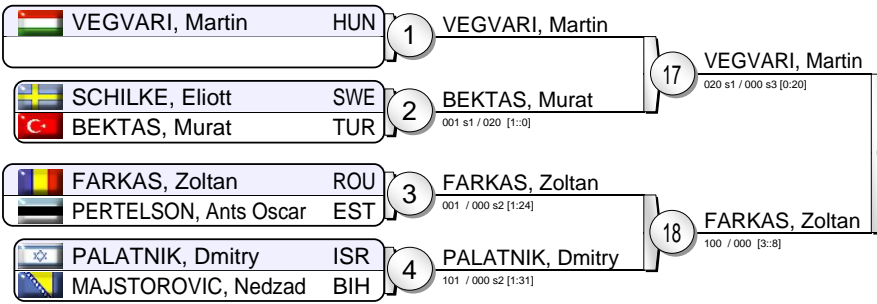 VEGVARI, Martin HUN
1
VEGVARI, Martin
SCHILKE, Eliott SWE
BEKTAS, Murat TUR
2
BEKTAS, Murat
001 s1 / 020 [1::0]
17
VEGVARI, Martin
020 s1 / 000 s3 [0:20]
FARKAS, Zoltan ROU
PERTELSON, Ants Oscar EST
3
FARKAS, Zoltan
001 / 000 s2 [1:24]
PALATNIK, Dmitry ISR
MAJSTOROVIC, Nedzad BIH
4
PALATNIK, Dmitry
101 / 000 s2 [1:31]
18
FARKAS, Zoltan
100 / 000 [3::8]